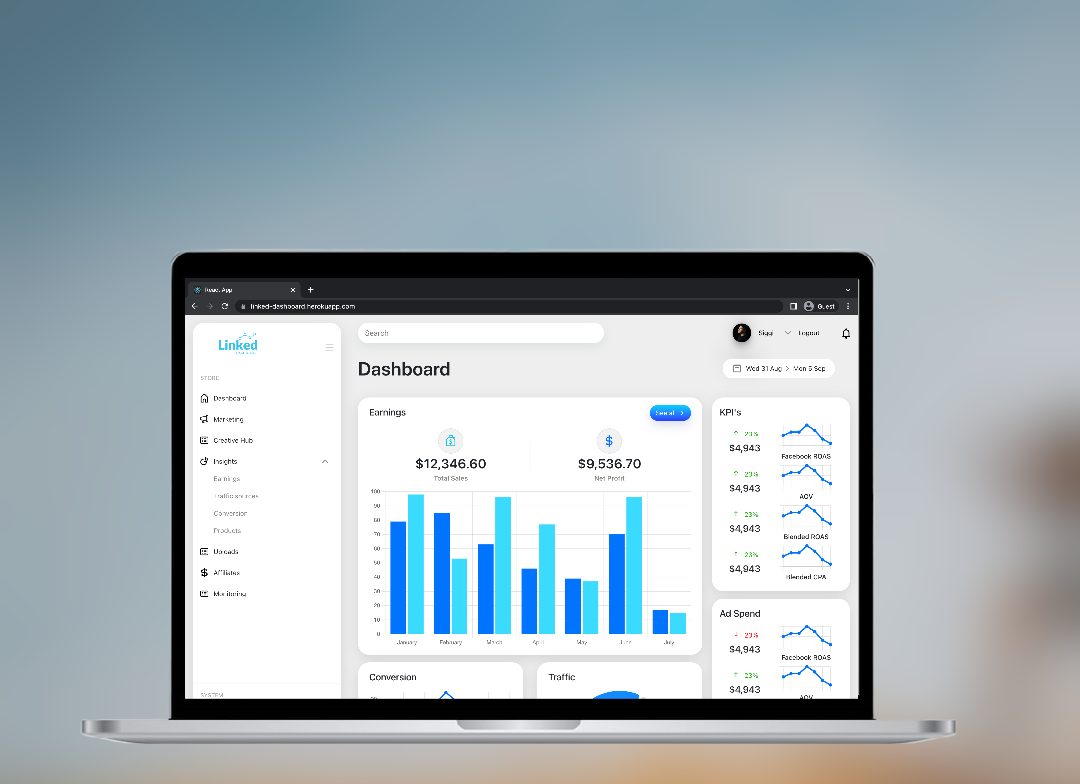 React App
linked-dashboard.herokuapp.com
Guest
Linked
Search
Siggi
Logout
Dashboard
Wed 31 Aug > Mon 5 Sep
STORE
Dashboard
Marketing
Creative Hub
Insights
Earnings
Traffic sources
Conversion
Products
Uploads
Affiliates
Monitoring
SYSTEM
Earnings
See all
$12,346.60
Total Sales
$9,536.70
Net Profit
100
90
80
70
60
50
40
30
20
10
0
January February March April May June July
Conversion
Traffic
KPI's
23%
$4,943
Facebook ROAS
23%
$4,943
AOV
23%
$4,943
Blended ROAS
23%
$4,943
Blended CPA
Ad Spend
23%
$4,943
Facebook ROAS
23%
$4,943
AOV